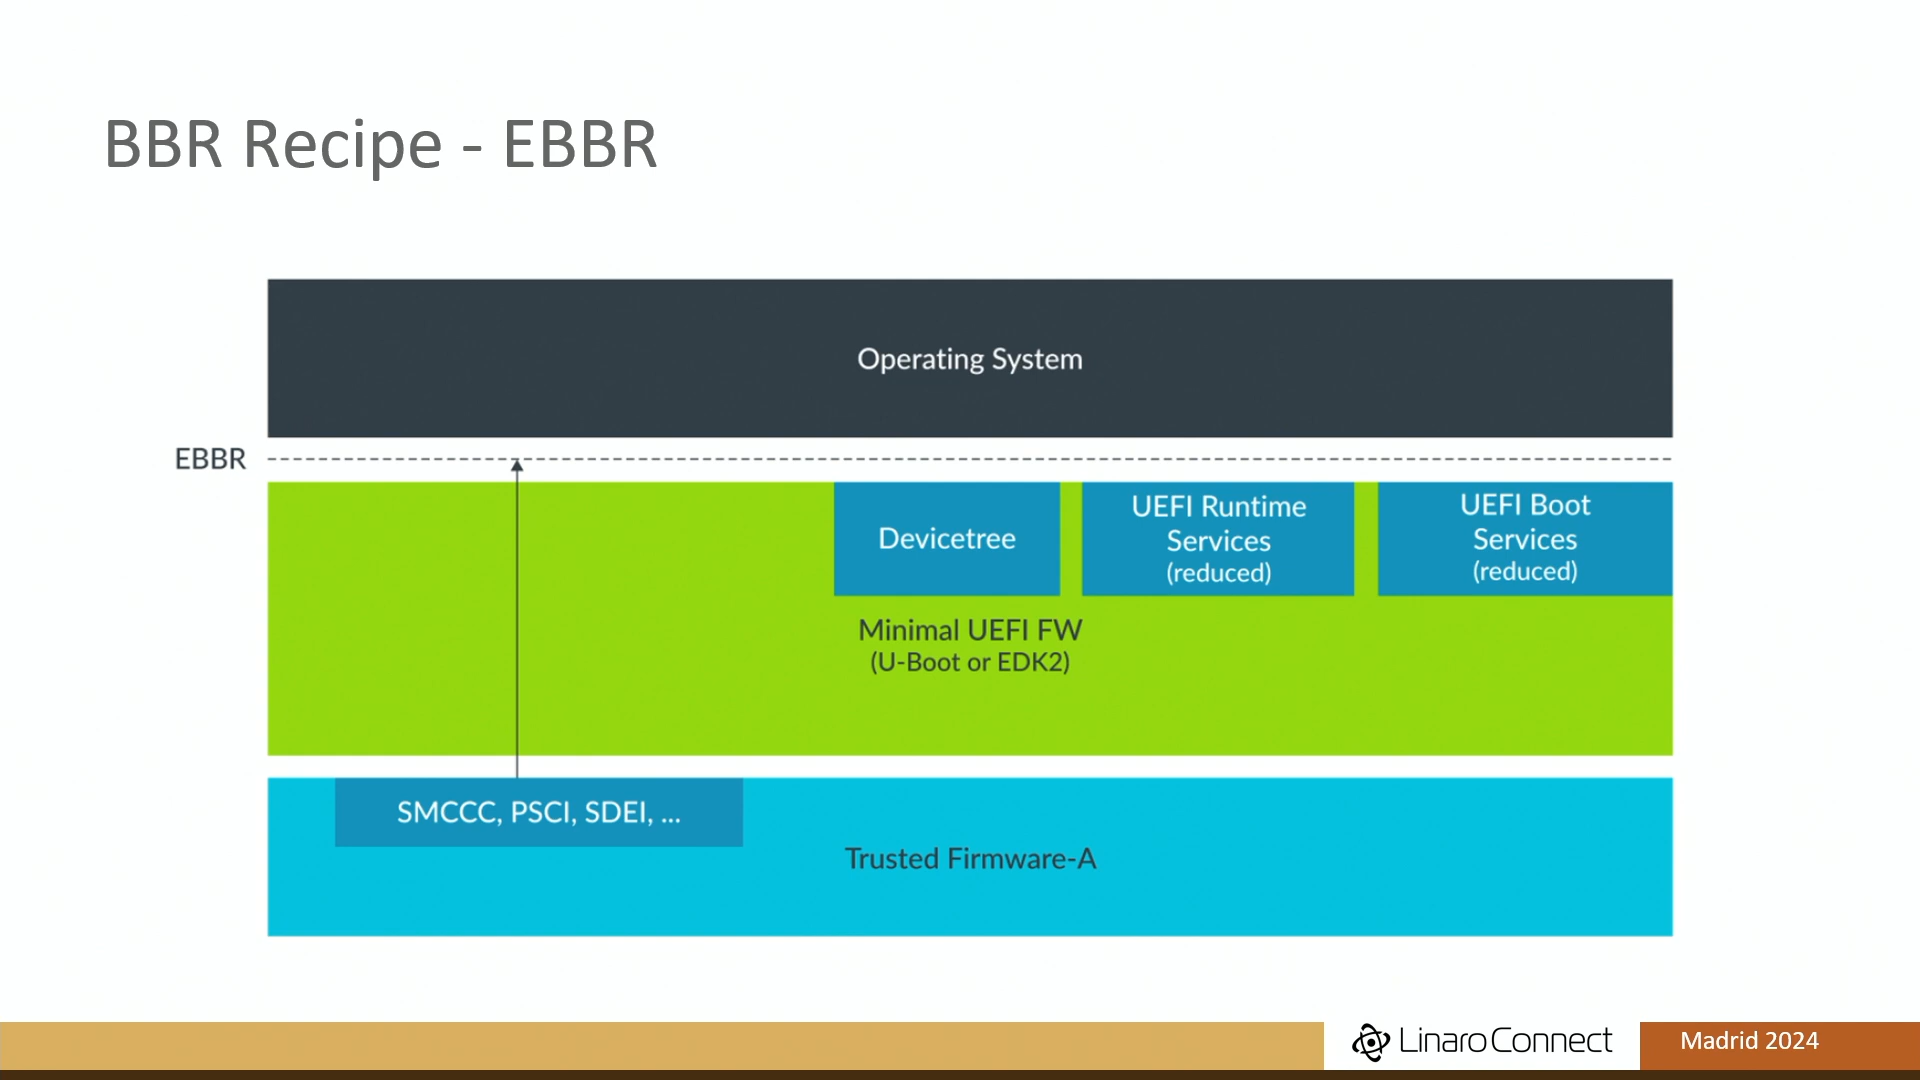 BBR Recipe - EBBR
Operating System
EBBR
Devicetree
UEFI Runtime
Services
(reduced)
UEFI Boot
Services
(reduced)
Minimal UEFI FW
(U-Boot or EDK2)
SMCCC, PSCI, SDEI, ...
Trusted Firmware-A
Linaro Connect
Madrid 2024